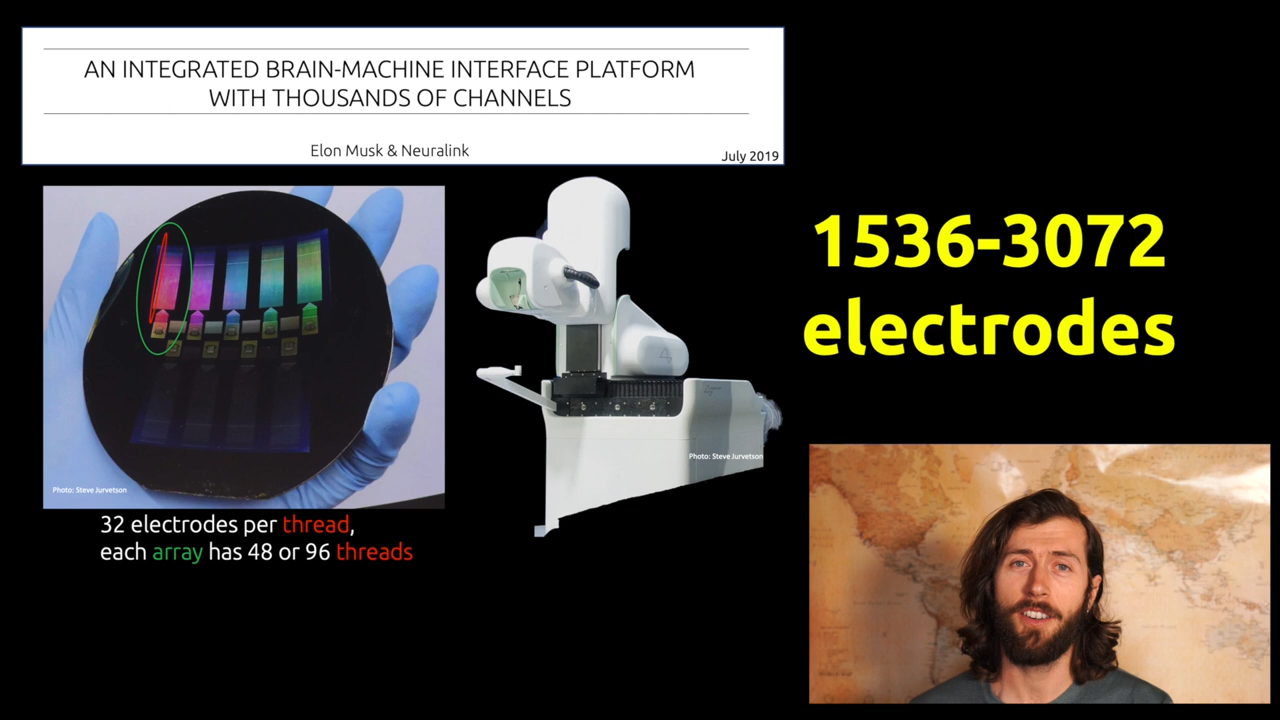 AN INTEGRATED BRAIN-MACHINE INTERFACE PLATFORM
WITH THOUSANDS OF CHANNELS
Elon Musk & Neuralink
July 2019
1536-3072
electrodes
Photo: Steve Jurvetson
Photo: Steve Jurvetson
32 electrodes per thread,
each array has 48 or 96 threads